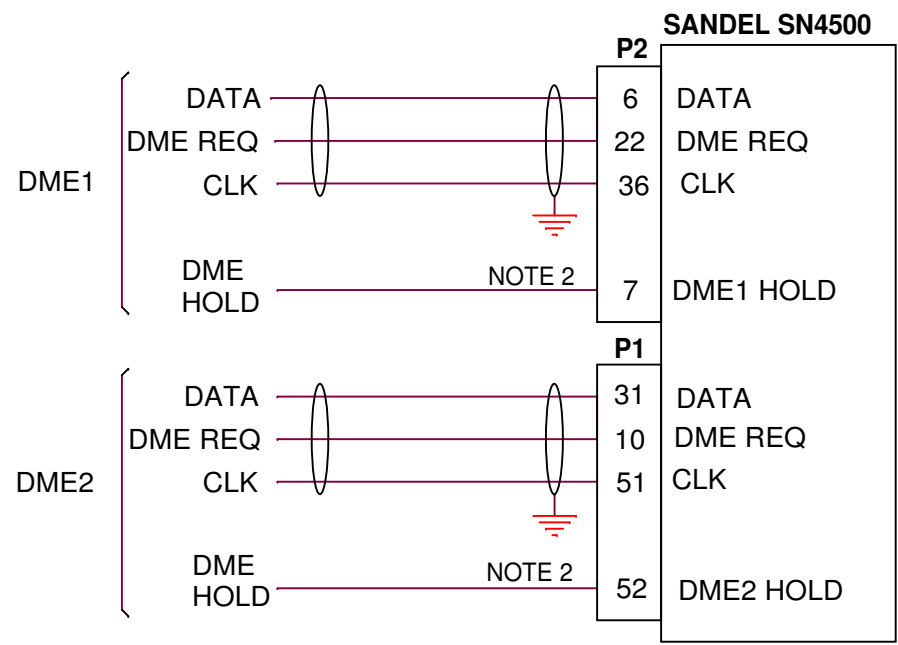 SANDEL SN4500
P2
DATA 6 DATA
DME REQ 22 DME REQ
DME1 CLK 36 CLK
DME HOLD NOTE 2 7 DME1 HOLD
P1
DATA 31 DATA
DME REQ 10 DME REQ
DME2 CLK 51 CLK
DME HOLD NOTE 2 52 DME2 HOLD